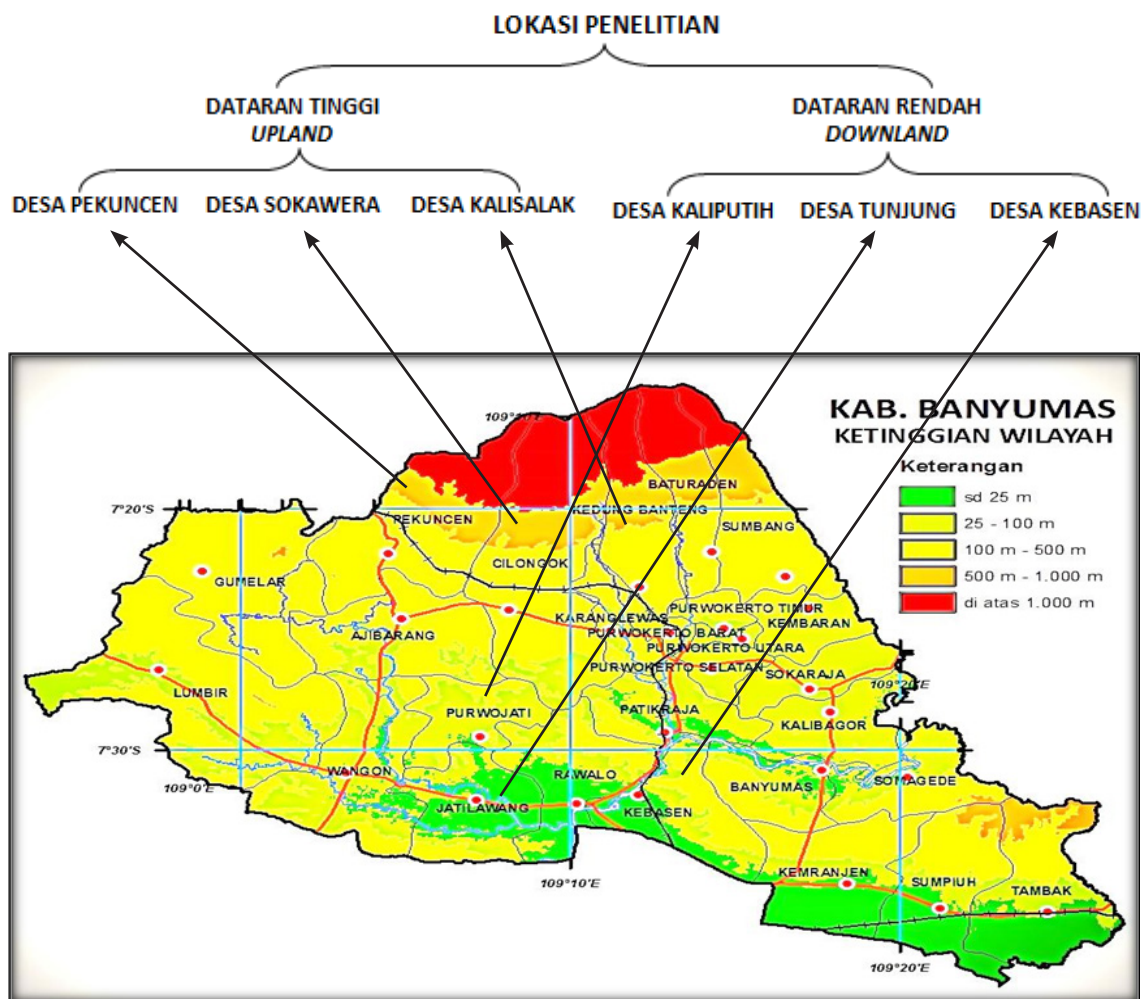 LOKASI PENELITIAN
DATARAN TINGGI
UPLAND
DATARAN RENDAH
DOWNLAND
DESA PEKUNCEN
DESA SOKAWERA
DESA KALISALAK
DESA KALIPUTIH
DESA TUNJUNG
DESA KEBASEN
KAB. BANYUMAS
KETINGGIAN WILAYAH
Keterangan
sd 25 m
25 - 100 m
100 m - 500 m
500 m - 1.000 m
di atas 1.000 m
7°20'S
BATURADEN
PEKUNCEN
KEDUNG BANTENG
SUMBANG
CILONGOK
GUMELAR
KARANGLEWAS
PURWOKERTO TIMUR
KEMBARAN
AJIBARANG
PURWOKERTO BARAT
PURWOKERTO UTARA
PURWOKERTO SELATAN
SOKARAJA
109°20'E
LUMBIR
PURWOJATI
PATIKRAJA
KALIBAGOR
7°30'S
WANGON
RAWALO
BANYUMAS
SOMAGEDE
109°0'E
JATILAWANG
KEBASEN
KEMRANJEN
SUMPIUH
TAMBAK
109°10'E
109°20'E